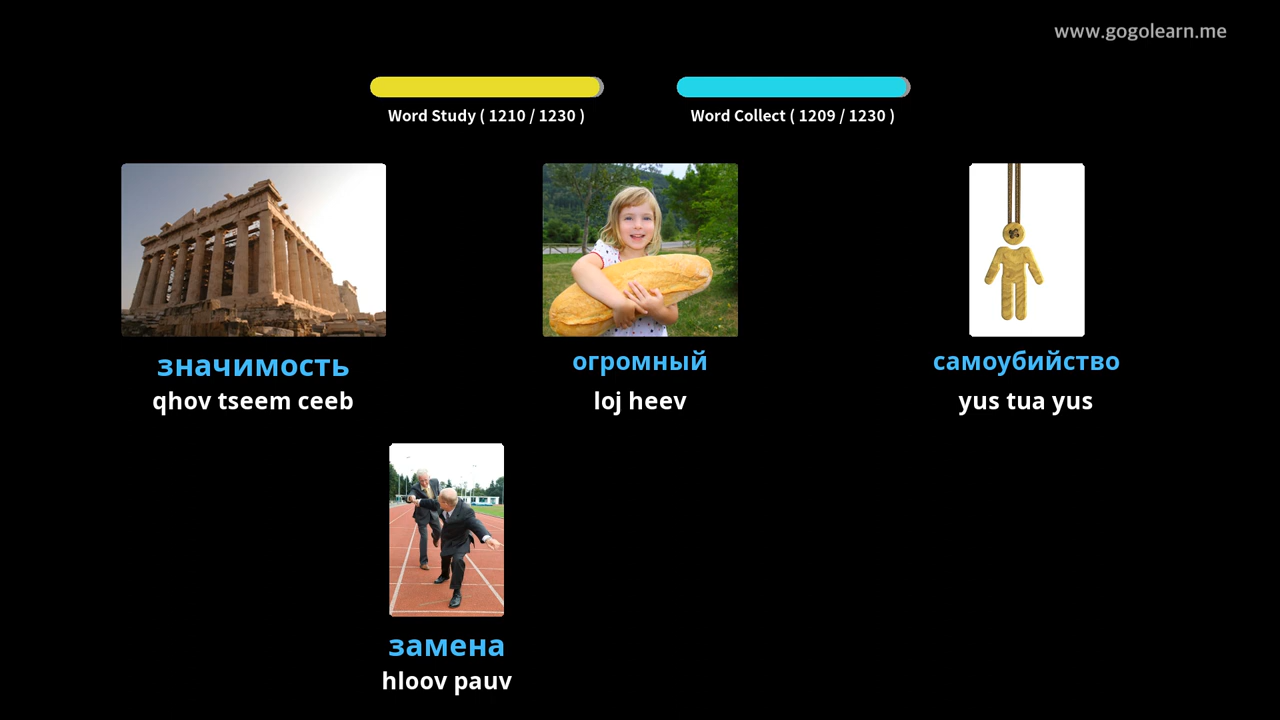 www.gogolearn.me
Word Study ( 1210 / 1230 )
Word Collect ( 1209 / 1230 )
значимость
qhov tseem ceeb
огромный
loj heev
самоубийство
yus tua yus
замена
hloov pauv